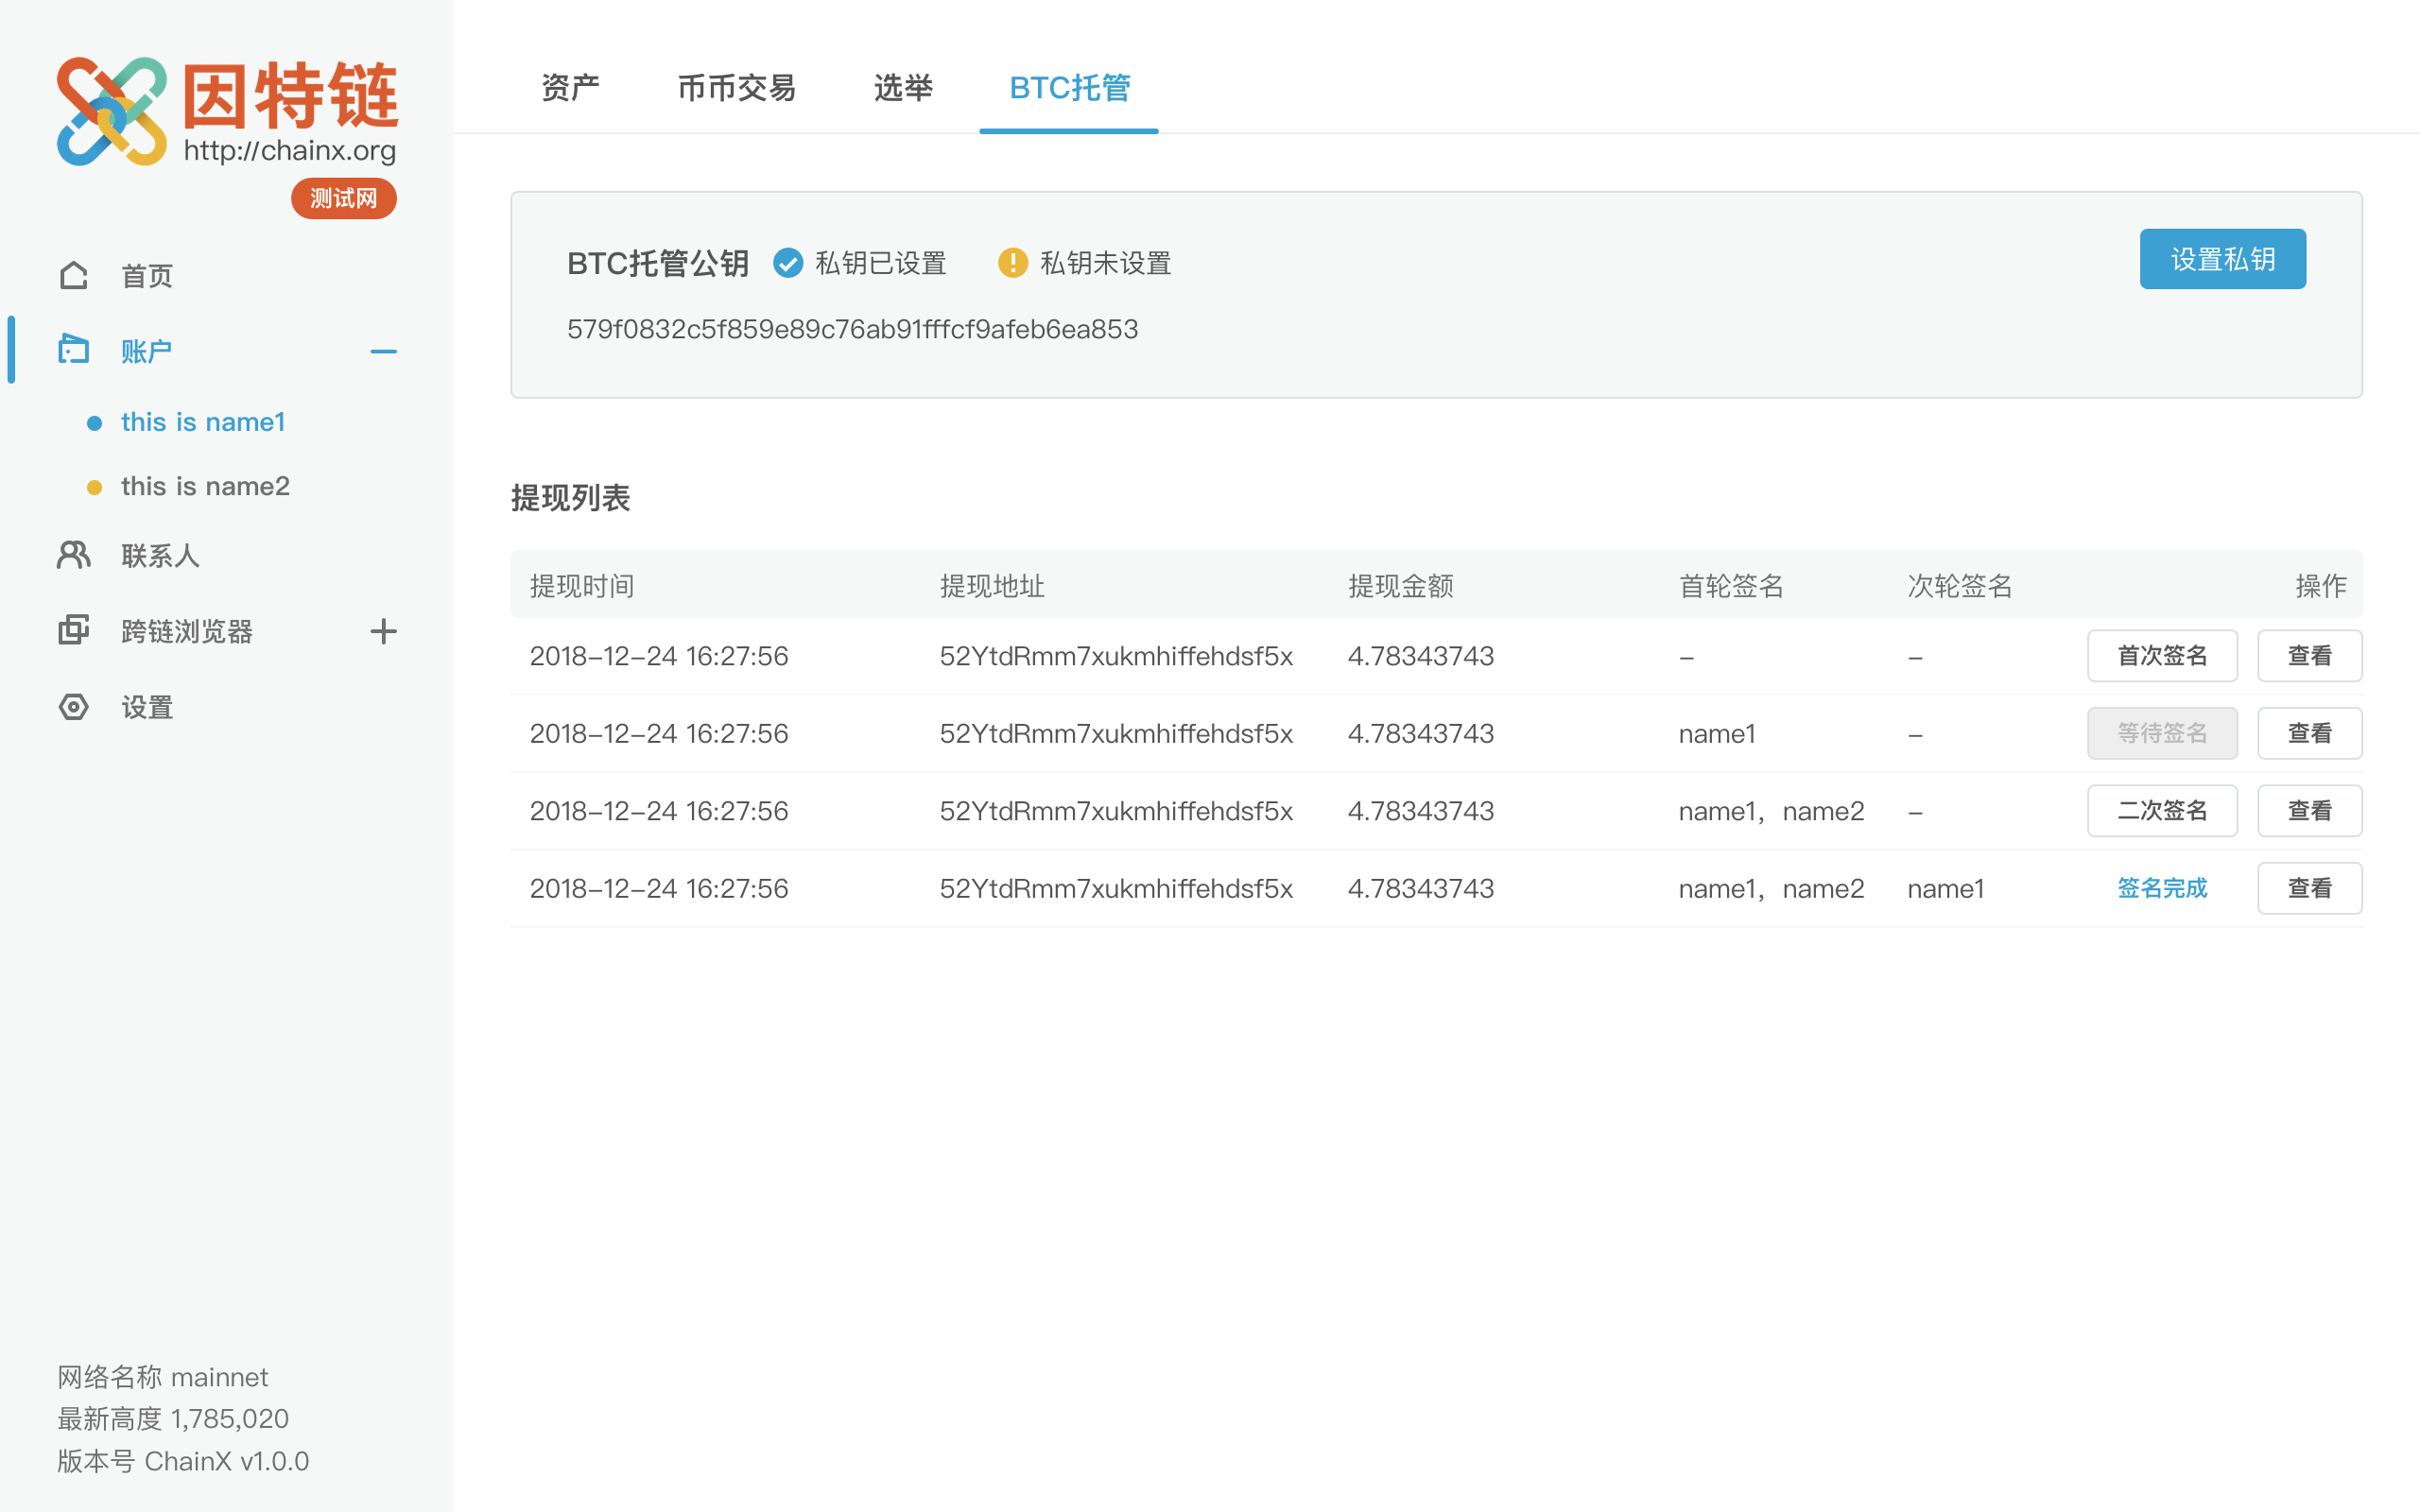 因特链
http://chainx.org
测试网
首页
账户
this is name1
this is name2
联系人
跨链浏览器
设置
网络名称 mainnet
最新高度 1,785,020
版本号 ChainX v1.0.0
资产 币币交易 选举 BTC托管
BTC托管公钥 私钥已设置 私钥未设置 设置私钥
579f0832c5f859e89c76ab91fffcf9afeb6ea853
提现列表
提现时间 提现地址 提现金额 首轮签名 次轮签名 操作
2018-12-24 16:27:56 52YtdRmm7xukmhiffehdsf5x 4.78343743 - - 首次签名 查看
2018-12-24 16:27:56 52YtdRmm7xukmhiffehdsf5x 4.78343743 name1 - 等待签名 查看
2018-12-24 16:27:56 52YtdRmm7xukmhiffehdsf5x 4.78343743 name1，name2 - 二次签名 查看
2018-12-24 16:27:56 52YtdRmm7xukmhiffehdsf5x 4.78343743 name1，name2 name1 签名完成 查看